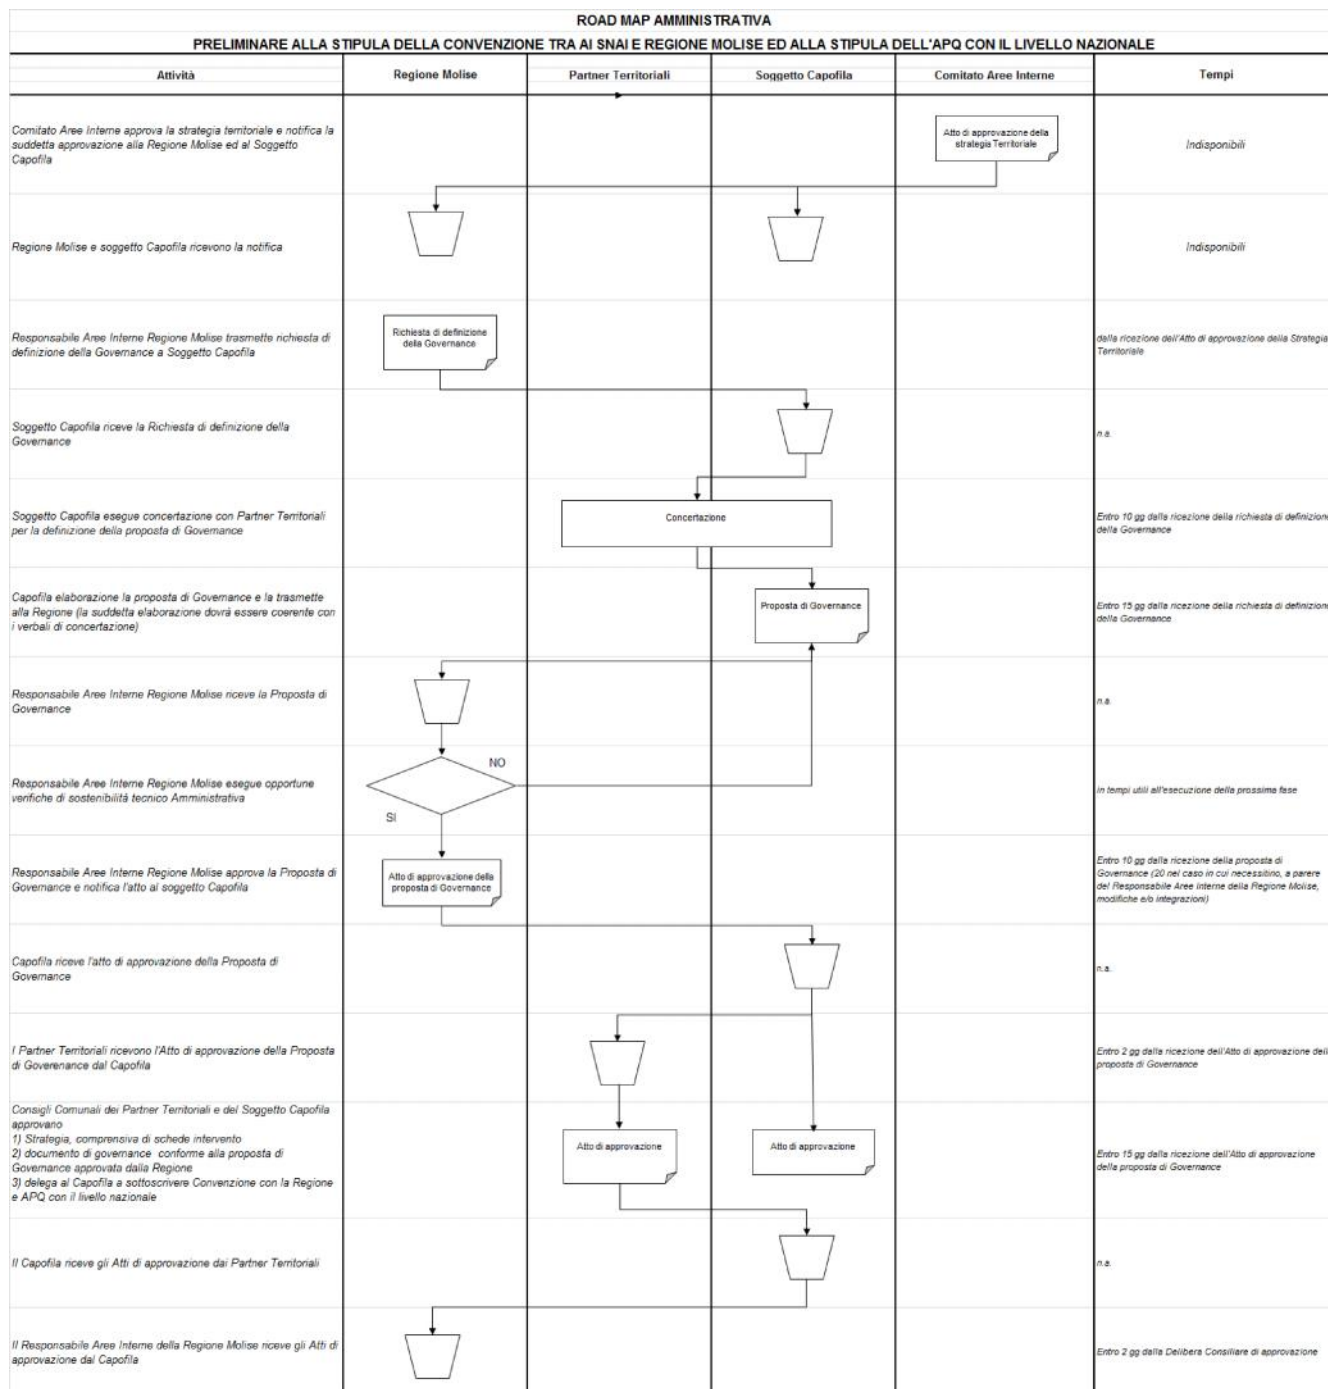 ROAD MAP AMMINISTRATIVA
PRELIMINARE ALLA STIPULA DELLA CONVENZIONE TRA AI SNAI E REGIONE MOLISE ED ALLA STIPULA DELL'APQ CON IL LIVELLO NAZIONALE
Attività
Regione Molise
Partner Territoriali
Soggetto Capofila
Comitato Aree Interne
Tempi
Comitato Aree Interne approva la strategia territoriale e notifica la
suddetta approvazione alla Regione Molise ed al Soggetto
Capofila
Atto di approvazione della
strategia Territoriale
Indisponibili
Regione Molise e soggetto Capofila ricevono la notifica
Indisponibili
Responsabile Aree Interne Regione Molise trasmette richiesta di
definizione della Governance a Soggetto Capofila
Richiesta di definizione
della Governance
dalla ricezione dell'Atto di approvazione della Strategia
Territoriale
Soggetto Capofila riceve la Richiesta di definizione della
Governance
n.a.
Soggetto Capofila esegue concertazione con Partner Territoriali
per la definizione della proposta di Governance
Concertazione
Entro 10 gg dalla ricezione della richiesta di definizione
della Governance
Capofila elaborazione la proposta di Governance e la trasmette
alla Regione (la suddetta elaborazione dovrà essere coerente con
i verbali di concertazione)
Proposta di Governance
Entro 15 gg dalla ricezione della richiesta di definizione
della Governance
Responsabile Aree Interne Regione Molise riceve la Proposta di
Governance
n.a.
Responsabile Aree Interne Regione Molise esegue opportune
verifiche di sostenibilità tecnico Amministrativa
NO
SI
in tempi utili all'esecuzione della prossima fase
Responsabile Aree Interne Regione Molise approva la Proposta di
Governance e notifica l'atto al soggetto Capofila
Atto di approvazione della
proposta di Governance
Entro 10 gg dalla ricezione della proposta di
Governance (20 nel caso in cui necessitino, a parere
del Responsabile Aree Interne della Regione Molise,
modifiche e/o integrazioni)
Capofila riceve l'atto di approvazione della Proposta di
Governance
n.a.
I Partner Territoriali ricevono l'Atto di approvazione della Proposta
di Goverenance dal Capofila
Entro 2 gg dalla ricezione dell'Atto di approvazione dell
proposta di Governance
Consigli Comunali dei Partner Territoriali e del Soggetto Capofila
approvano
1) Strategia, comprensiva di schede intervento
2) documento di governance conforme alla proposta di
Governance approvata dalla Regione
3) delega al Capofila a sottoscrivere Convenzione con la Regione
e APQ con il livello nazionale
Atto di approvazione
Atto di approvazione
Entro 15 gg dalla ricezione dell'Atto di approvazione
della proposta di Governance
Il Capofila riceve gli Atti di approvazione dai Partner Territoriali
n.a.
Il Responsabile Aree Interne della Regione Molise riceve gli Atti di
approvazione dal Capofila
Entro 2 gg dalla Delibera Consiliare di approvazione